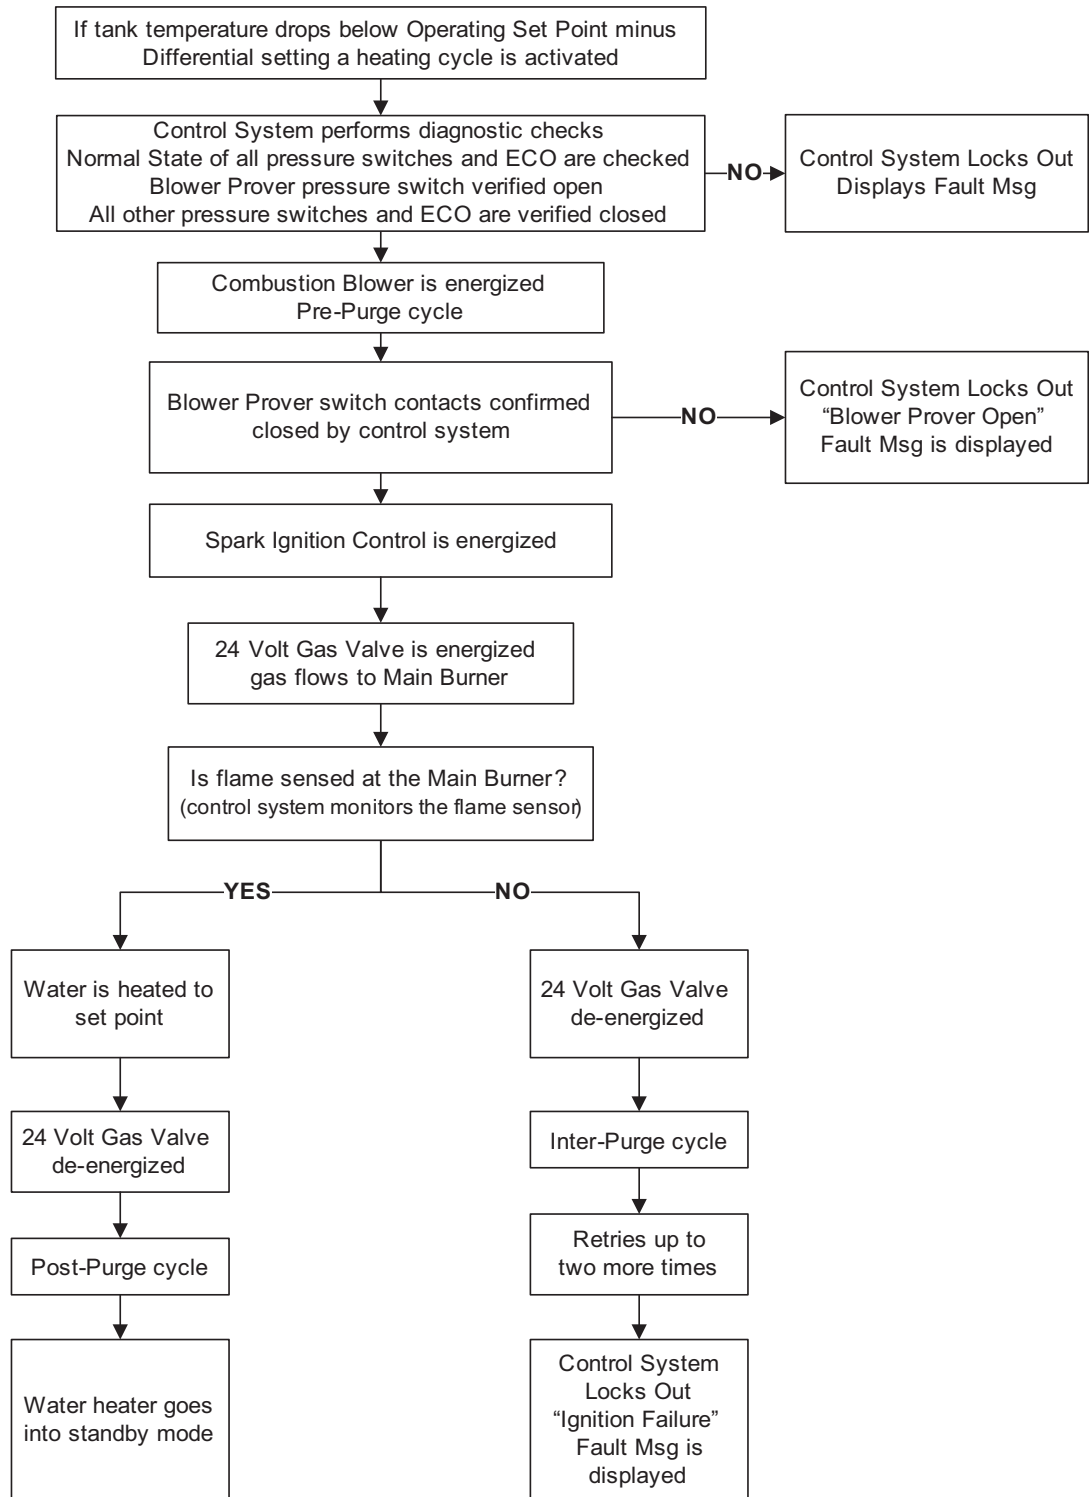 If tank temperature drops below Operating Set Point minus
Differential setting a heating cycle is activated
Control System performs diagnostic checks
Normal State of all pressure switches and ECO are checked
Blower Prover pressure switch verified open
All other pressure switches and ECO are verified closed
NO
Control System Locks Out
Displays Fault Msg
Combustion Blower is energized
Pre-Purge cycle
Blower Prover switch contacts confirmed
closed by control system
NO
Control System Locks Out
“Blower Prover Open”
Fault Msg is displayed
Spark Ignition Control is energized
24 Volt Gas Valve is energized
gas flows to Main Burner
Is flame sensed at the Main Burner?
(control system monitors the flame sensor)
YES
NO
Water is heated to
set point
24 Volt Gas Valve
de-energized
Post-Purge cycle
Water heater goes
into standby mode
24 Volt Gas Valve
de-energized
Inter-Purge cycle
Retries up to
two more times
Control System
Locks Out
“Ignition Failure”
Fault Msg is
displayed